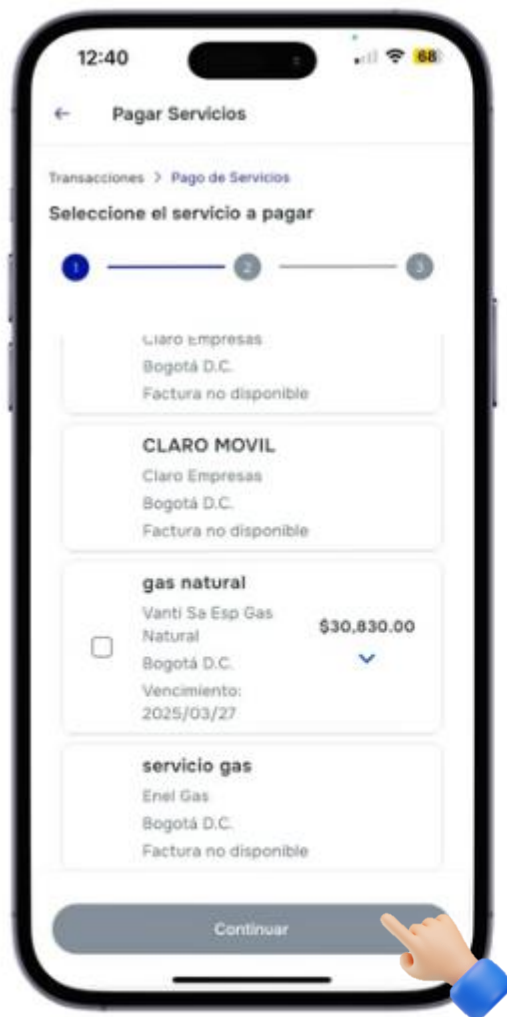 12:40
68
Pagar Servicios
Transacciones > Pago de Servicios
Seleccione el servicio a pagar
1
2
3
Claro Empresas
Bogotá D.C.
Factura no disponible
CLARO MOVIL
Claro Empresas
Bogotá D.C.
Factura no disponible
gas natural
Vanti Sa Esp Gas
Natural
$30,830.00
Bogotá D.C.
Vencimiento:
2025/03/27
servicio gas
Enel Gas
Bogotá D.C.
Factura no disponible
Continuar